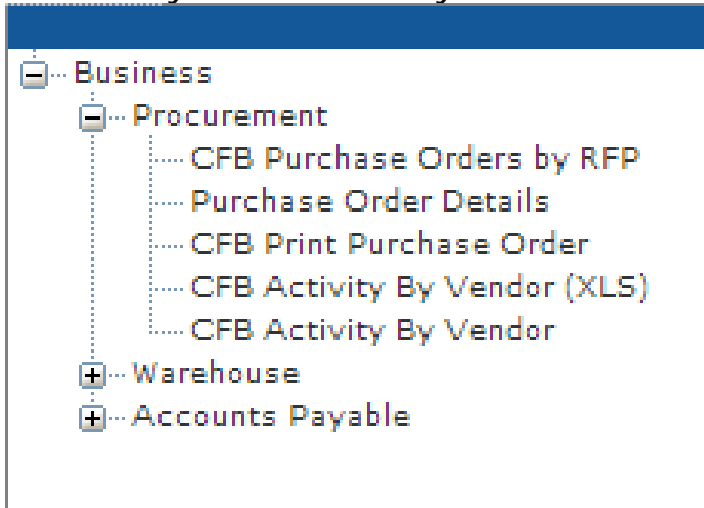 Business
Procurement
CFB Purchase Orders by RFP
Purchase Order Details
CFB Print Purchase Order
CFB Activity By Vendor (XLS)
CFB Activity By Vendor
Warehouse
Accounts Payable